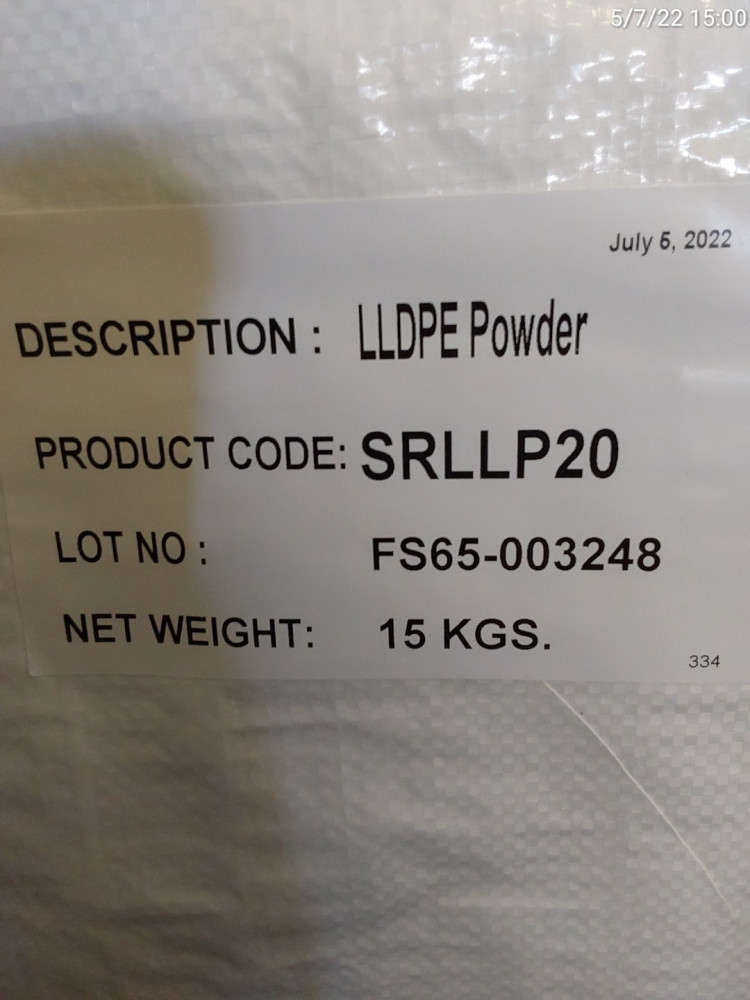 5/7/22 15:00
July 5, 2022
DESCRIPTION : LLDPE Powder
PRODUCT CODE: SRLLP20
LOT NO : FS65-003248
NET WEIGHT: 15 KGS.
334